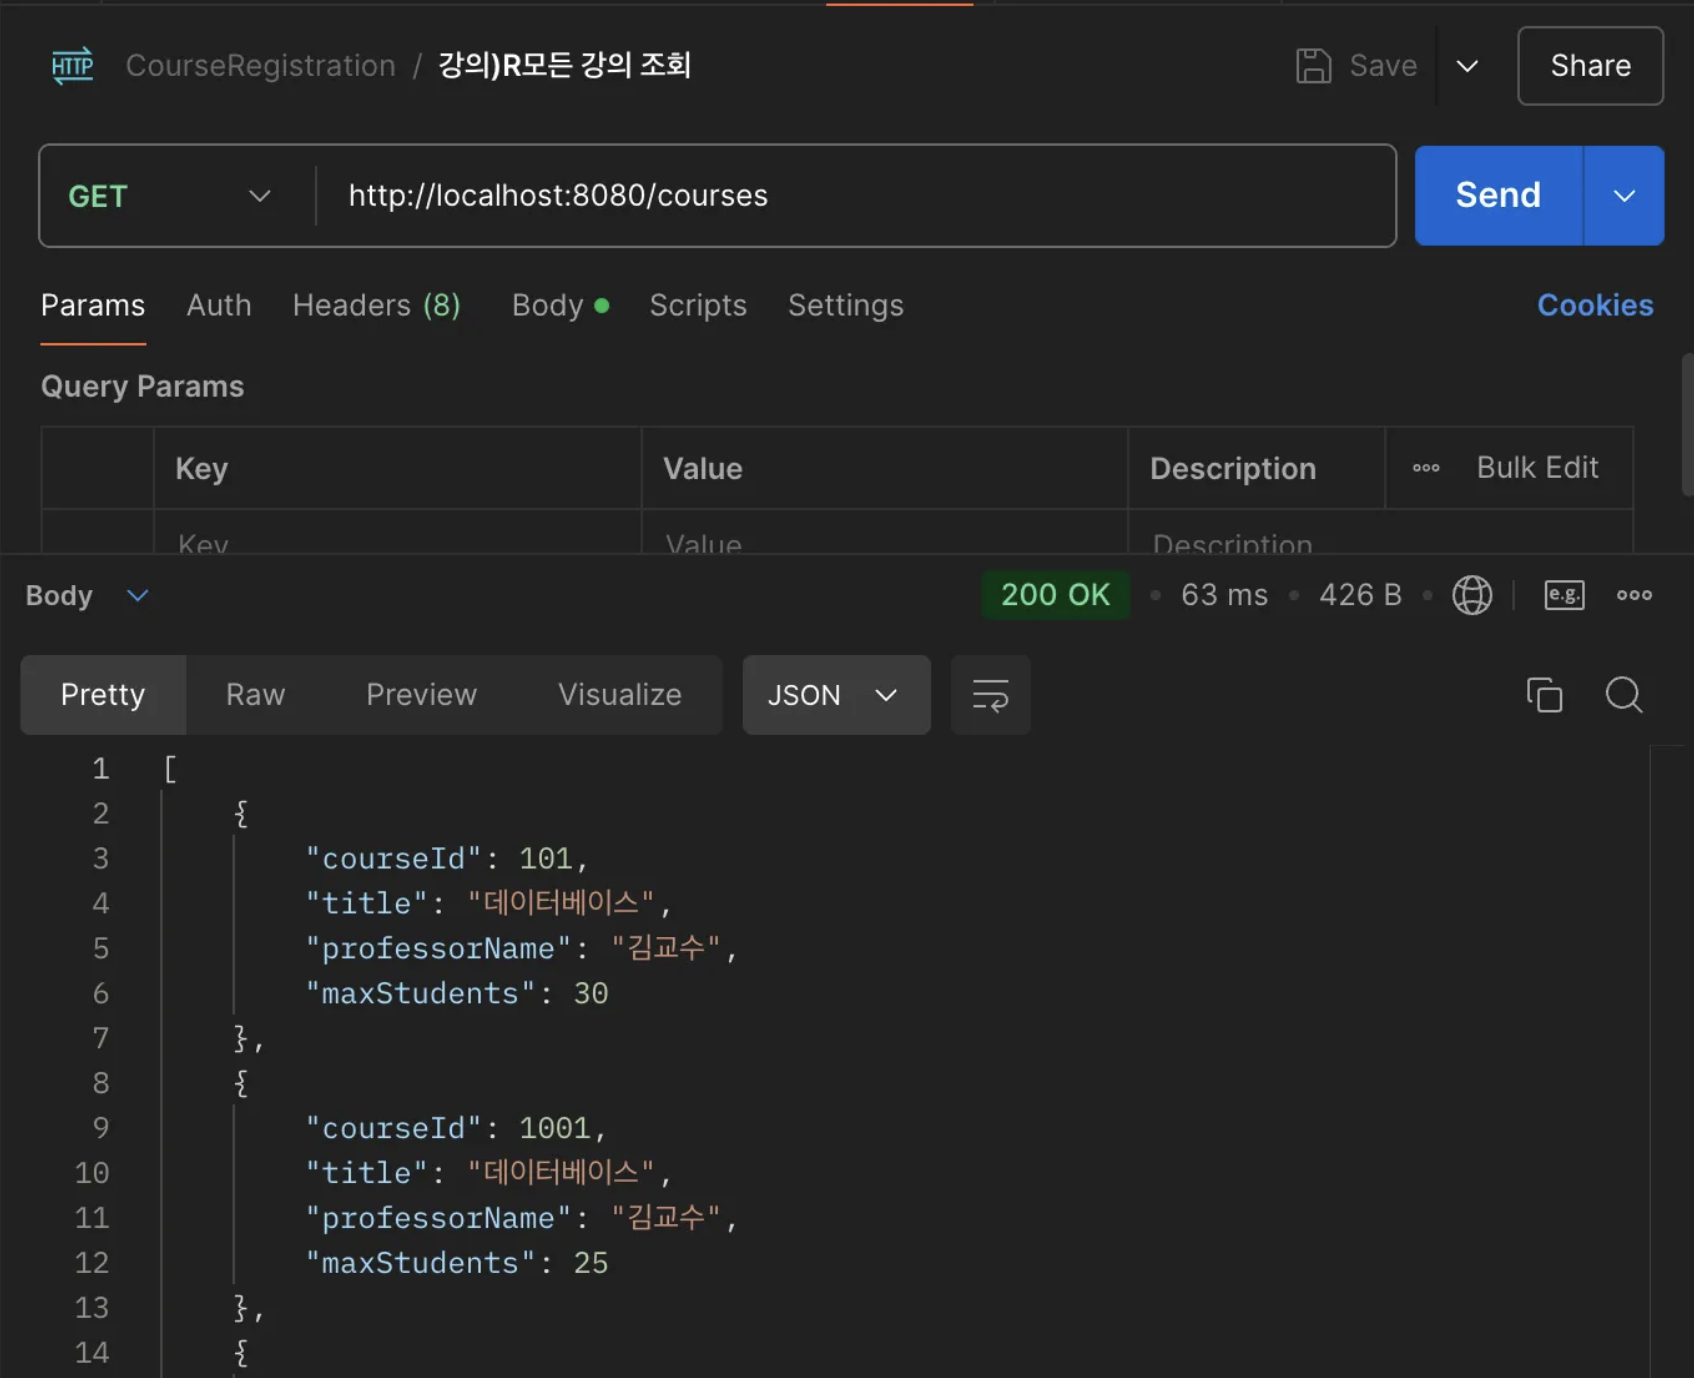 HTTP CourseRegistration / 강의)R모든 강의 조회 Save Share
GET http://localhost:8080/courses Send
Params Auth Headers (8) Body Scripts Settings Cookies
Query Params
Key Value Description Bulk Edit
Key Value Description
Body 200 OK • 63 ms • 426 B • e.g.
Pretty Raw Preview Visualize JSON
1 [
2 {
3 "courseId": 101,
4 "title": "데이터베이스",
5 "professorName": "김교수",
6 "maxStudents": 30
7 },
8 {
9 "courseId": 1001,
10 "title": "데이터베이스",
11 "professorName": "김교수",
12 "maxStudents": 25
13 },
14 {